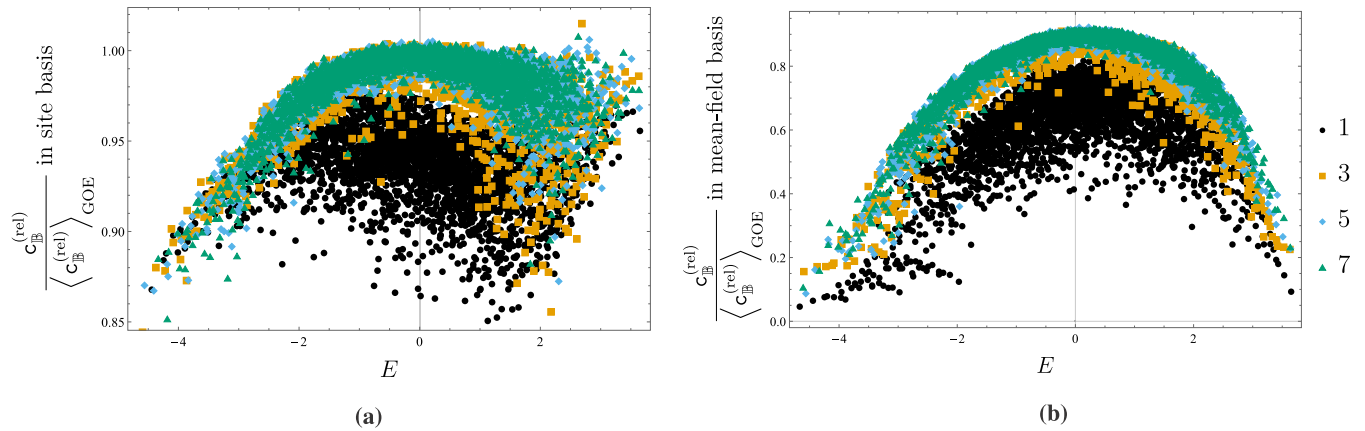 c_𝔹^(rel) / ⟨c_𝔹^(rel)⟩_GOE in site basis
1.00
0.95
0.90
0.85
−4 −2 0 2
E
(a)
c_𝔹^(rel) / ⟨c_𝔹^(rel)⟩_GOE in mean-field basis
0.8
0.6
0.4
0.2
0.0
−4 −2 0 2
E
(b)
1
3
5
7